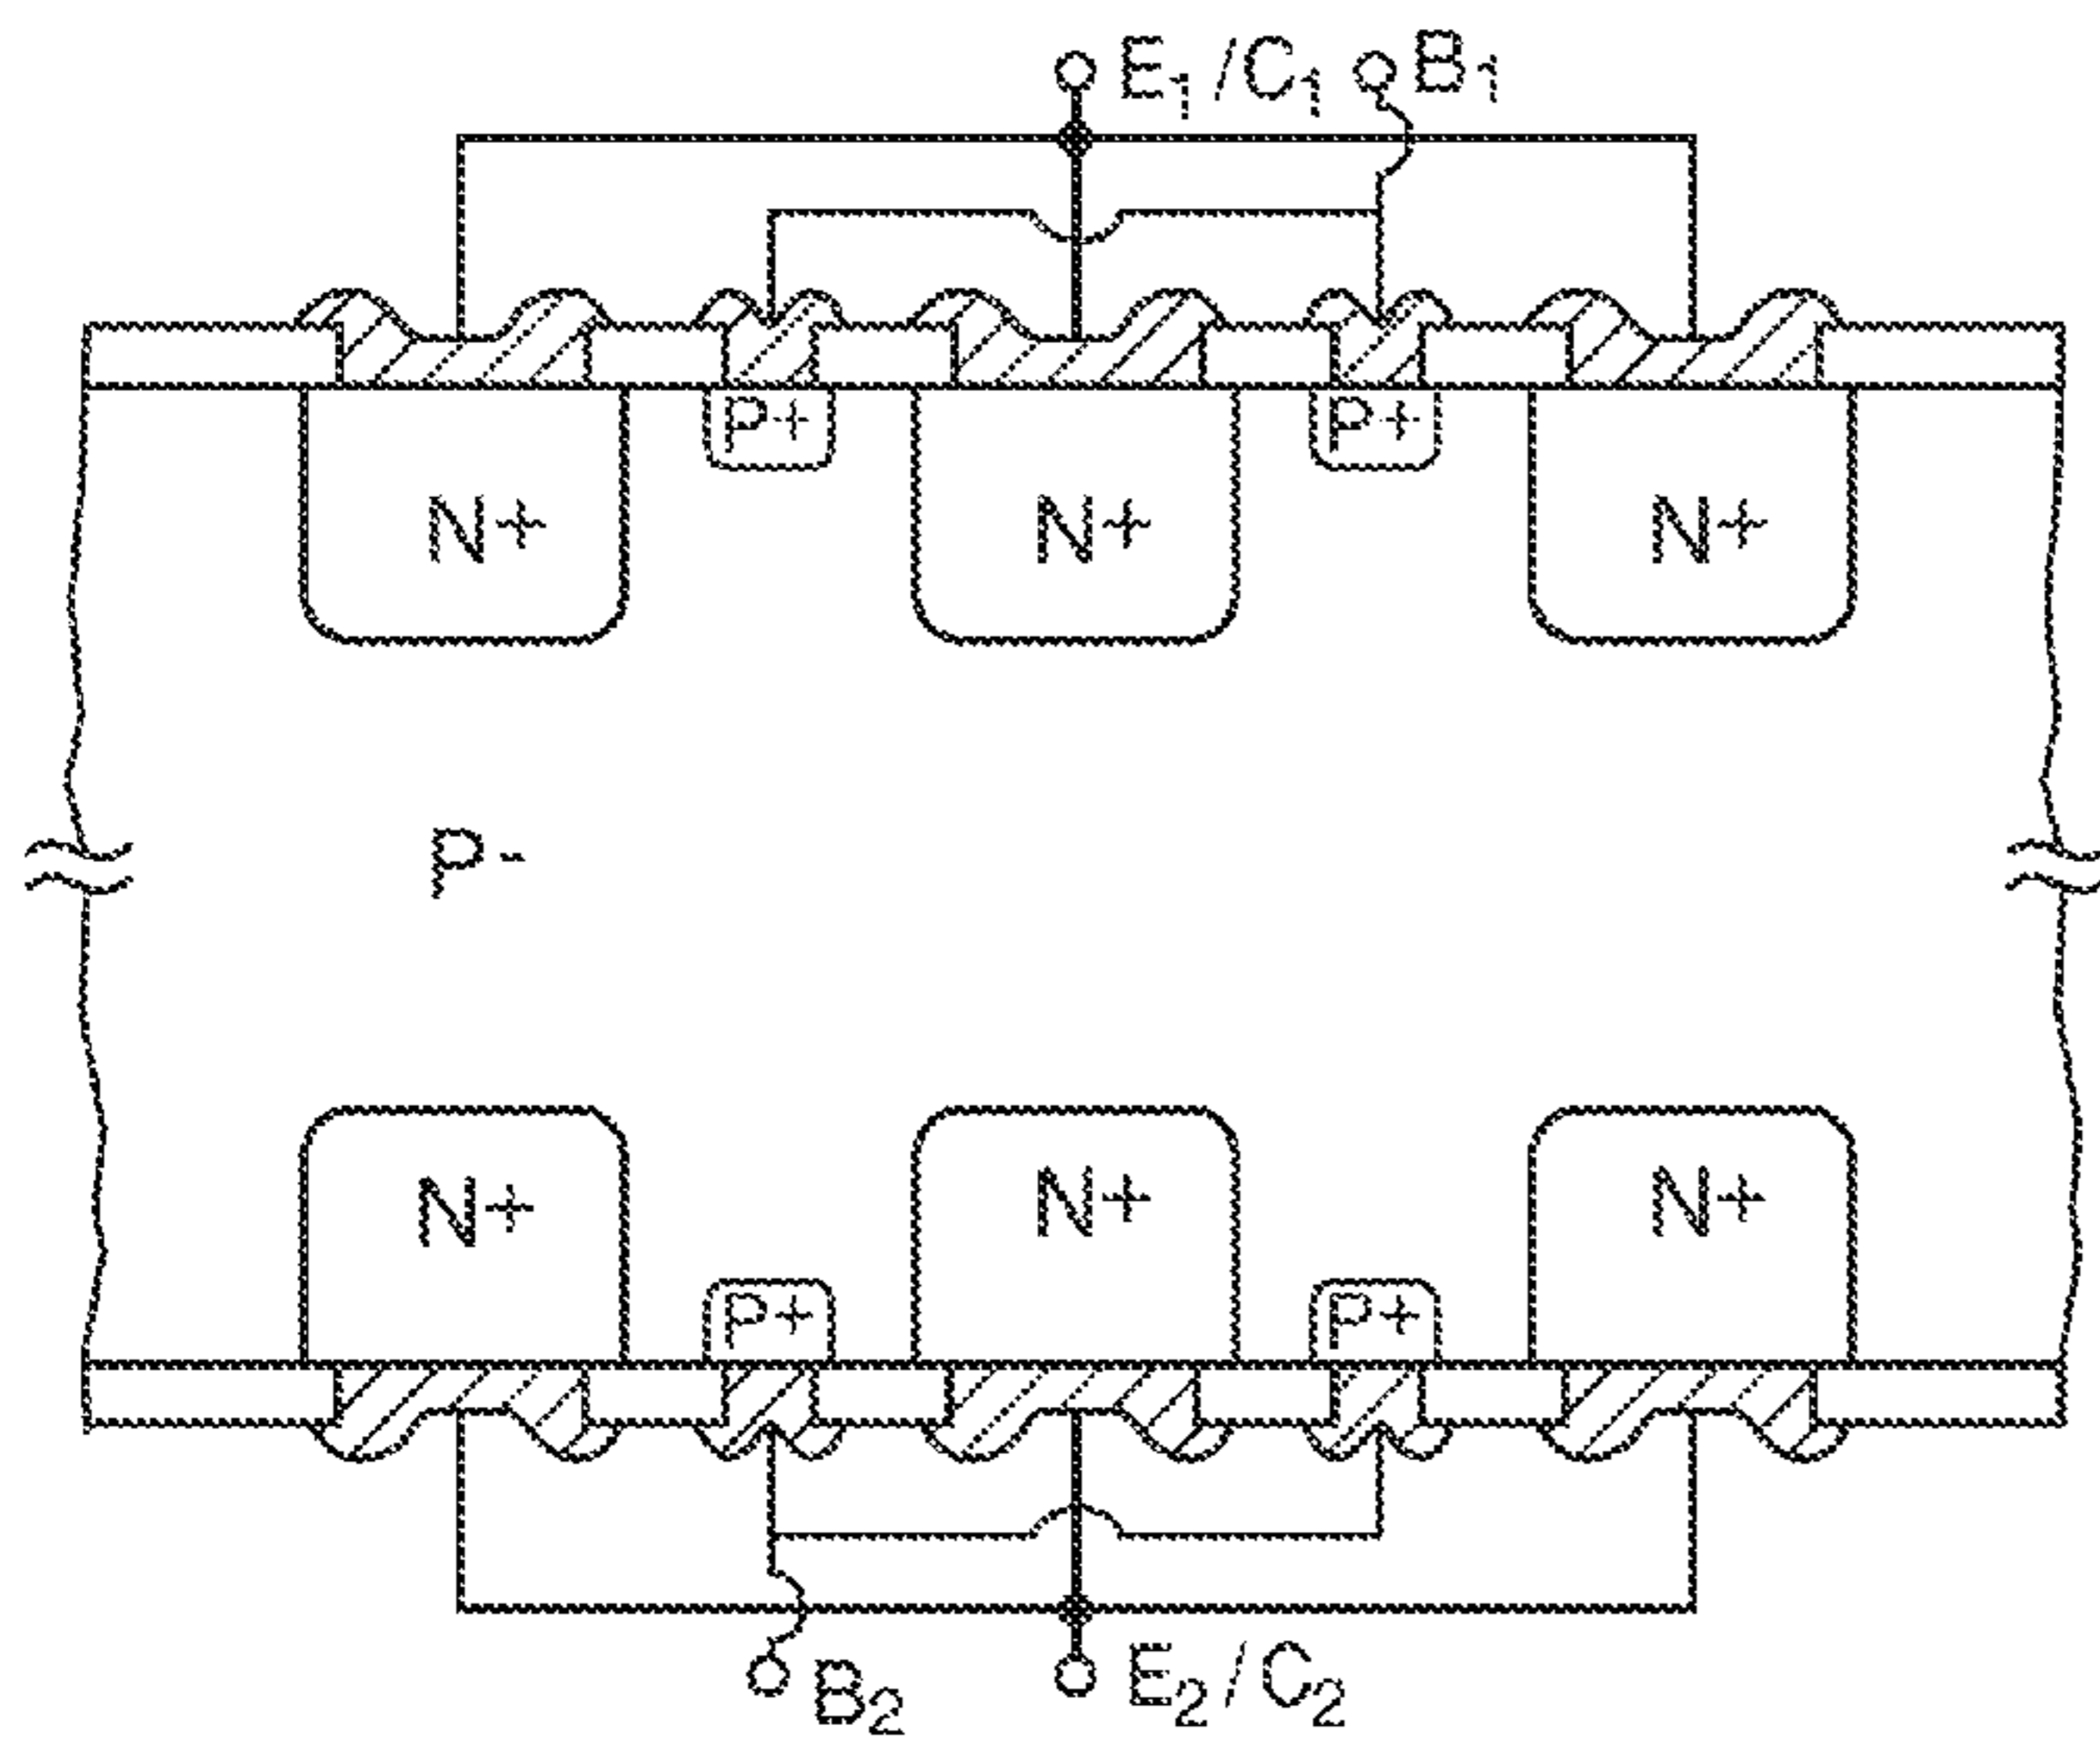 E₁/C₁ B₁
P+ P+
N+ N+ N+
P-
N+ N+ N+
P+ P+
B₂ E₂/C₂